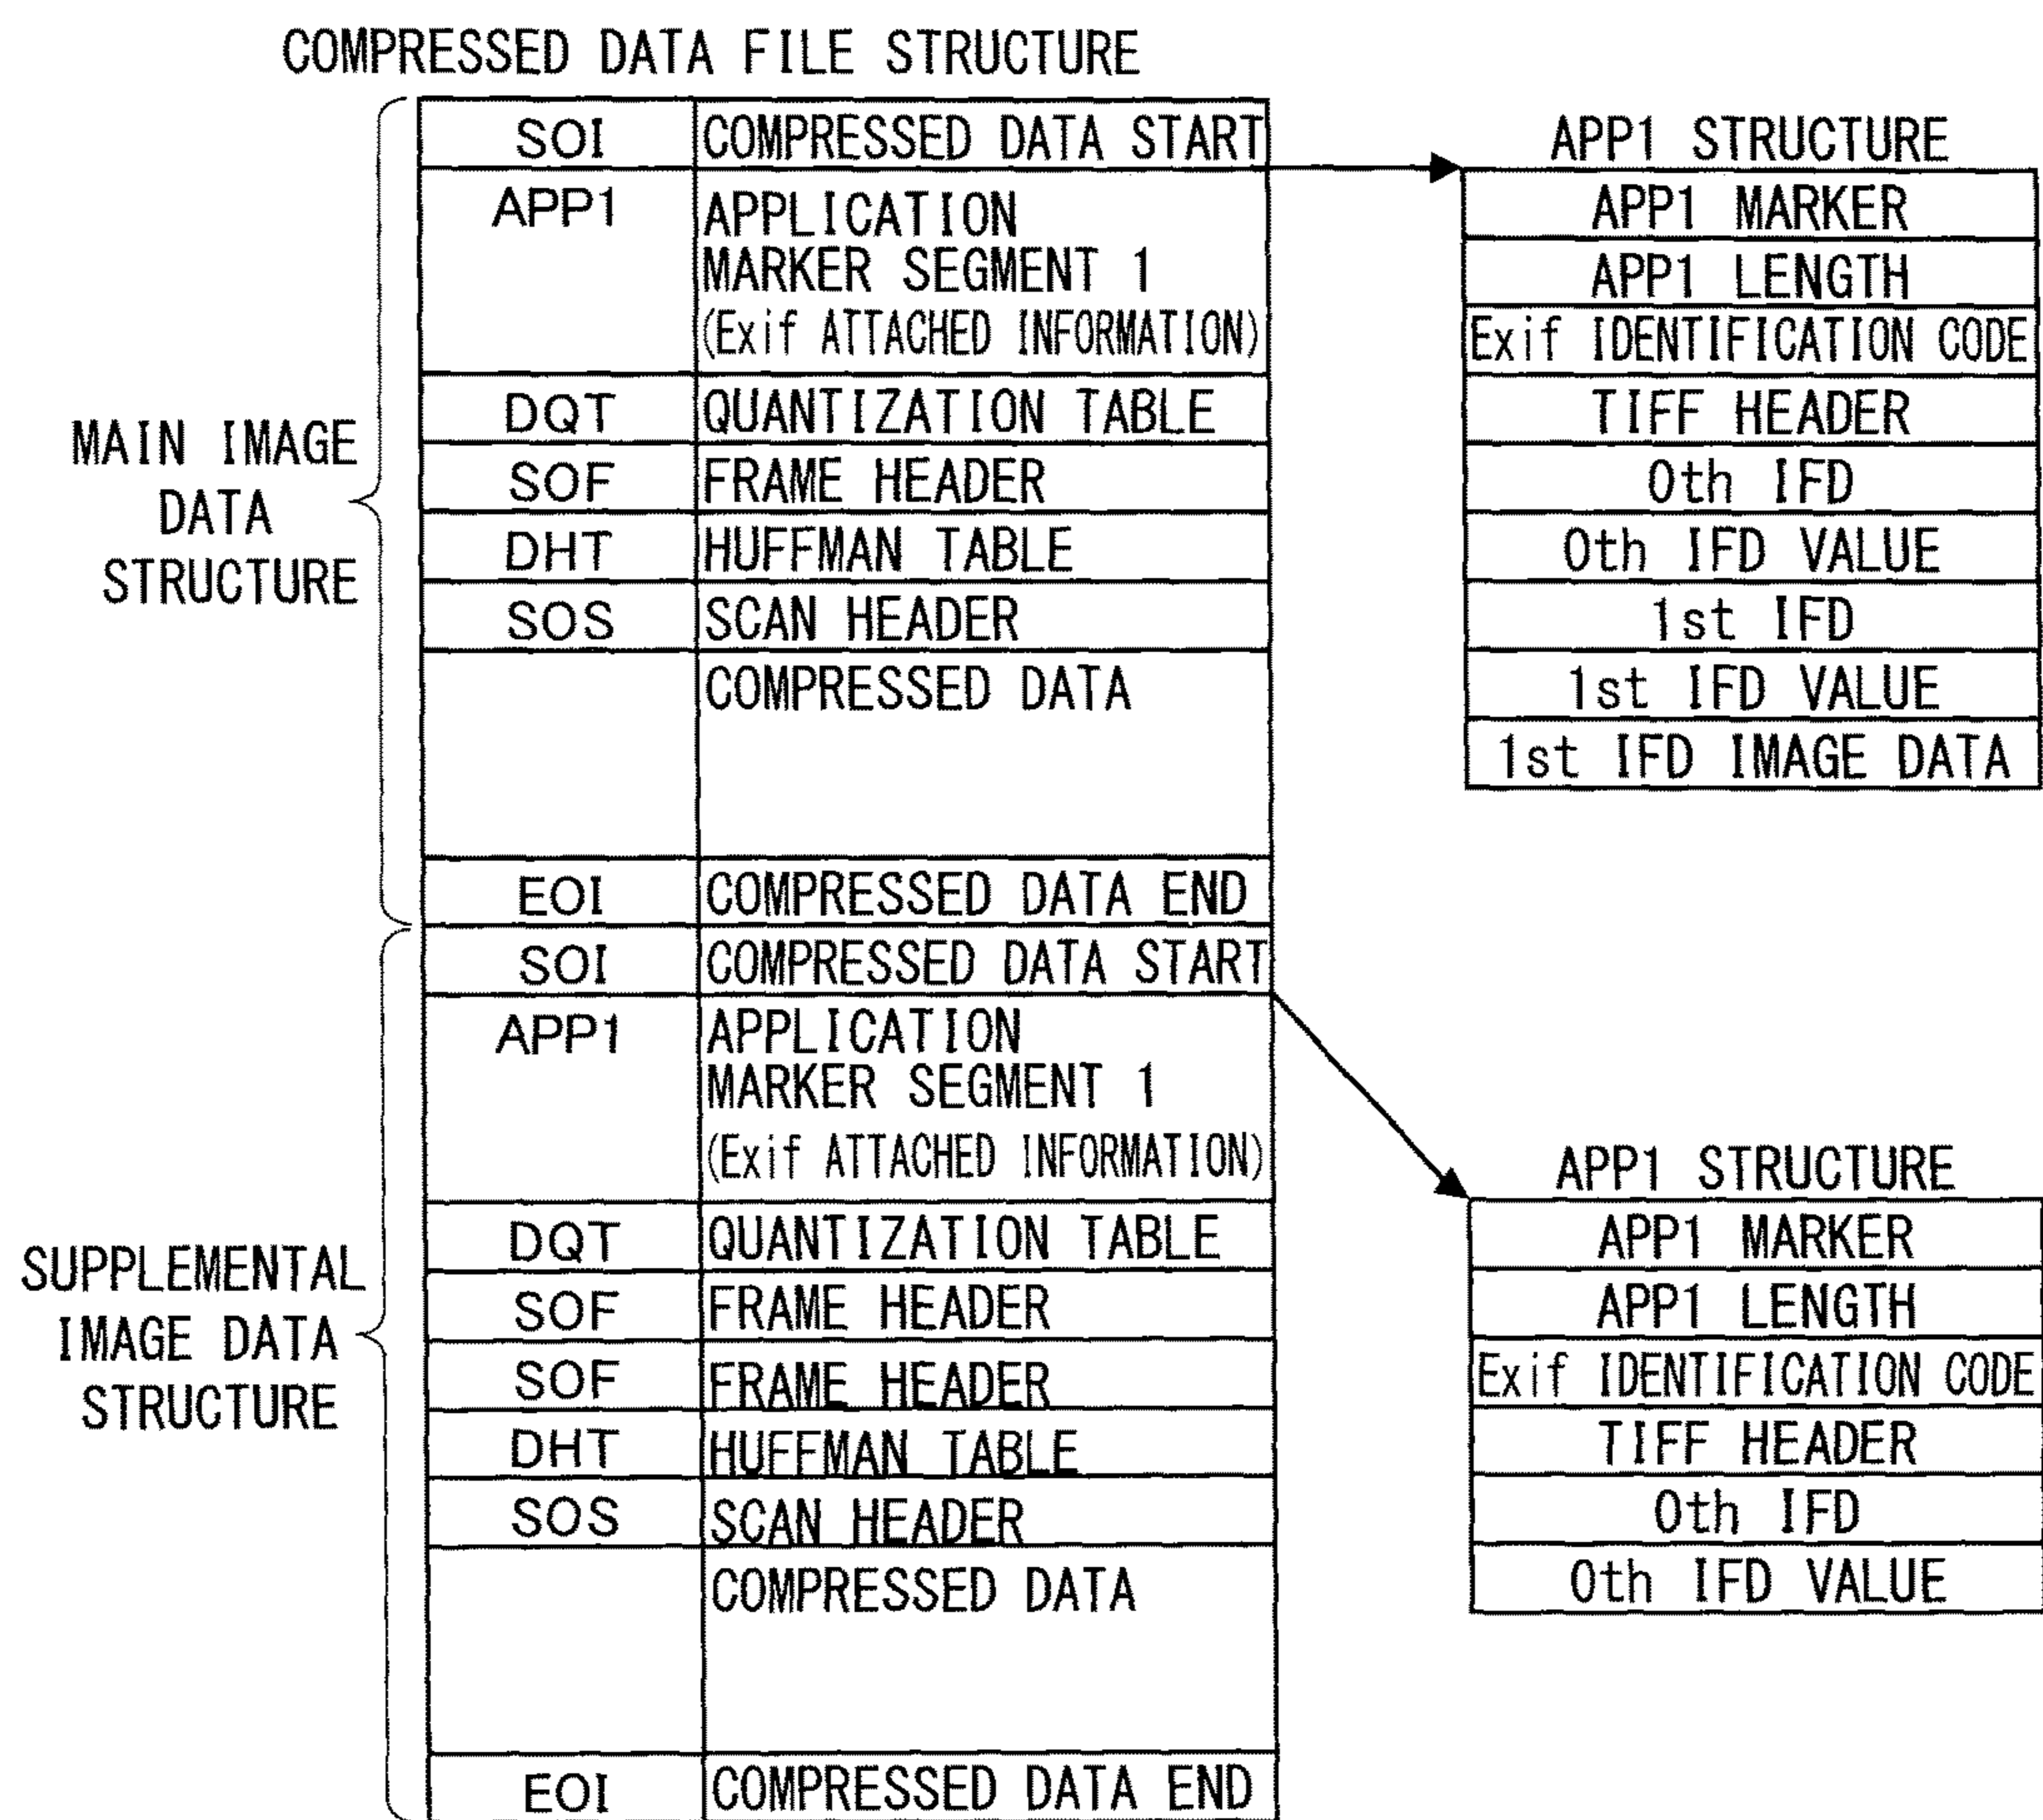 COMPRESSED DATA FILE STRUCTURE
MAIN IMAGE
DATA
STRUCTURE
SOI COMPRESSED DATA START
APP1 APPLICATION
MARKER SEGMENT 1
(Exif ATTACHED INFORMATION)
DQT QUANTIZATION TABLE
SOF FRAME HEADER
DHT HUFFMAN TABLE
SOS SCAN HEADER
COMPRESSED DATA
EOI COMPRESSED DATA END
APP1 STRUCTURE
APP1 MARKER
APP1 LENGTH
Exif IDENTIFICATION CODE
TIFF HEADER
0th IFD
0th IFD VALUE
1st IFD
1st IFD VALUE
1st IFD IMAGE DATA
SUPPLEMENTAL
IMAGE DATA
STRUCTURE
SOI COMPRESSED DATA START
APP1 APPLICATION
MARKER SEGMENT 1
(Exif ATTACHED INFORMATION)
DQT QUANTIZATION TABLE
SOF FRAME HEADER
SOF FRAME HEADER
DHT HUFFMAN TABLE
SOS SCAN HEADER
COMPRESSED DATA
EOI COMPRESSED DATA END
APP1 STRUCTURE
APP1 MARKER
APP1 LENGTH
Exif IDENTIFICATION CODE
TIFF HEADER
0th IFD
0th IFD VALUE